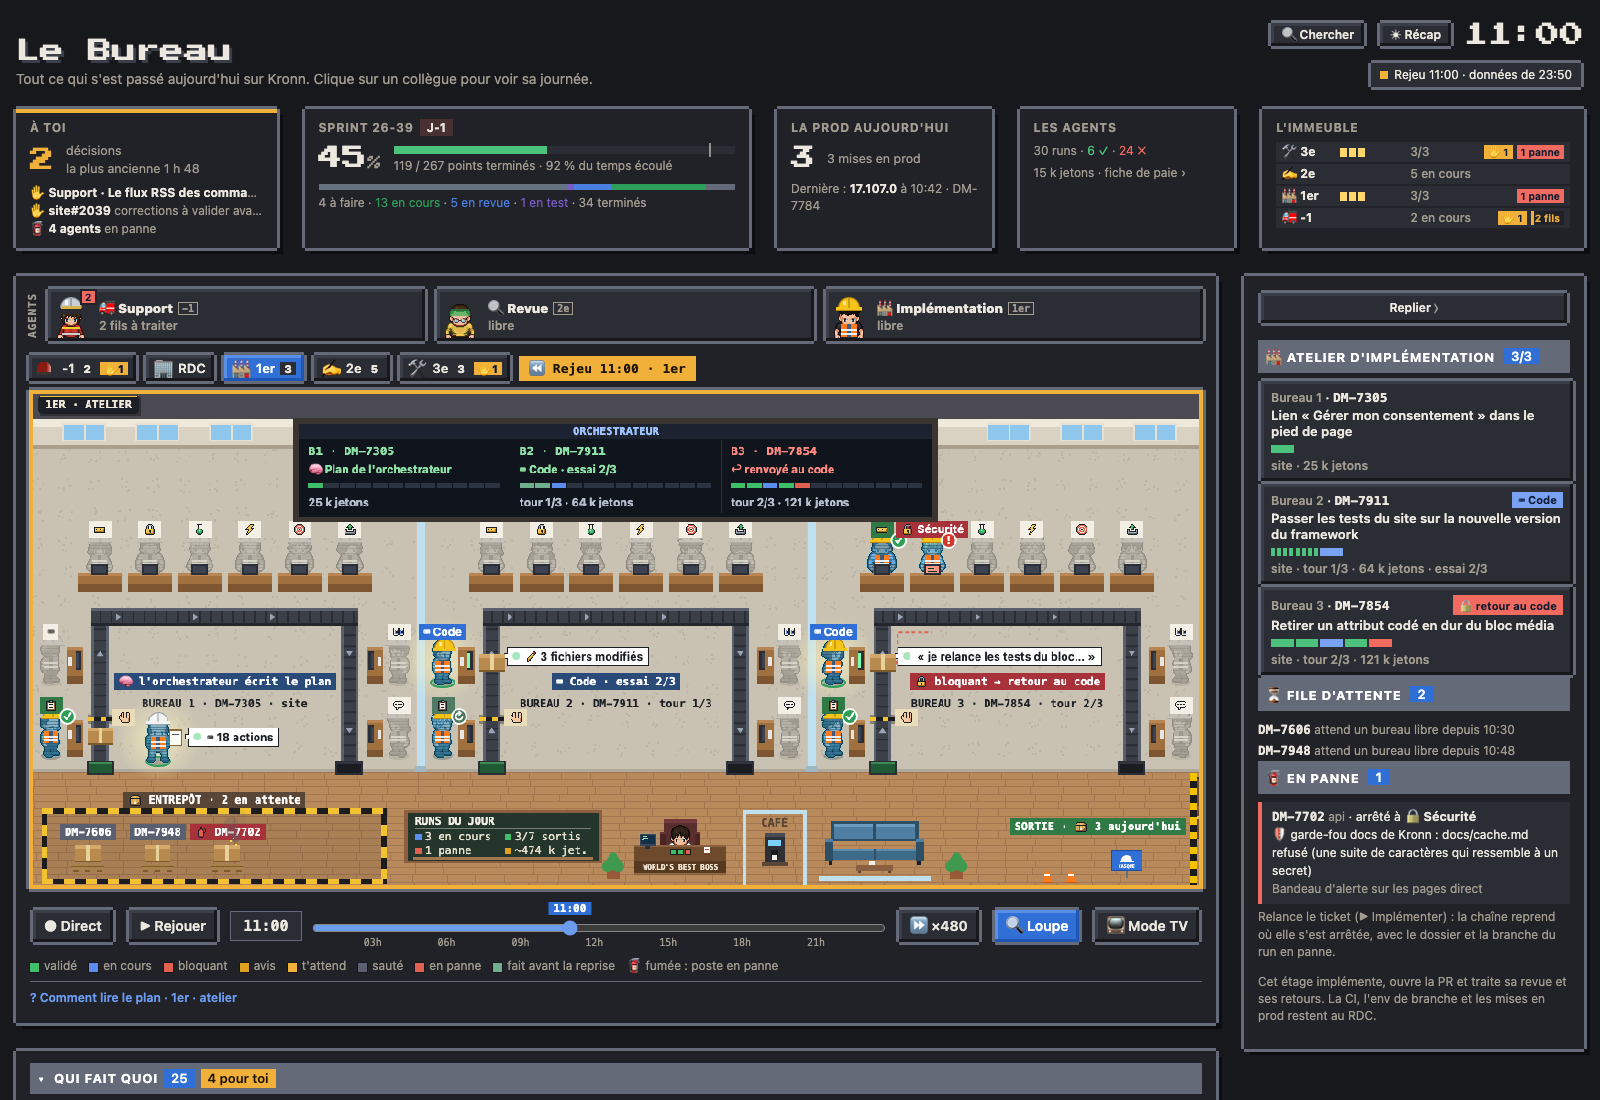 Le Bureau
Tout ce qui s'est passé aujourd'hui sur Kronn. Clique sur un collègue pour voir sa journée.
Chercher
Récap
11:00
Rejeu 11:00 · données de 23:50
À TOI
2 décisions
la plus ancienne 1 h 48
Support · Le flux RSS des comma…
site#2039 corrections à valider ava…
4 agents en panne
SPRINT 26-39 J-1
45%
119 / 267 points terminés · 92 % du temps écoulé
4 à faire · 13 en cours · 5 en revue · 1 en test · 34 terminés
LA PROD AUJOURD'HUI
3 3 mises en prod
Dernière : 17.107.0 à 10:42 · DM-
7784
LES AGENTS
30 runs · 6 ✓ · 24 ✕
15 k jetons · fiche de paie ›
L'IMMEUBLE
3e 3/3 1 1 panne
2e 5 en cours
1er 3/3 1 panne
-1 2 en cours 1 2 fils
AGENTS
2
Support -1
2 fils à traiter
Revue 2e
libre
Implémentation 1er
libre
-1 2 1
RDC
1er 3
2e 5
3e 3 1
Rejeu 11:00 · 1er
1ER · ATELIER
ORCHESTRATEUR
B1 · DM-7305
Plan de l'orchestrateur
25 k jetons
B2 · DM-7911
Code · essai 2/3
tour 1/3 · 64 k jetons
B3 · DM-7854
↩ renvoyé au code
tour 2/3 · 121 k jetons
Sécurité
Code
Code
3 fichiers modifiés
« je relance les tests du bloc… »
l'orchestrateur écrit le plan
Code · essai 2/3
bloquant → retour au code
BUREAU 1 · DM-7305 · site
BUREAU 2 · DM-7911 · tour 1/3
BUREAU 3 · DM-7854 · tour 2/3
18 actions
ENTREPÔT · 2 en attente
DM-7606
DM-7948
DM-7702
RUNS DU JOUR
3 en cours
3/7 sortis
1 panne
~474 k jet.
WORLD'S BEST BOSS
CAFÉ
SORTIE · 3 aujourd'hui
Direct
Rejouer
11:00
11:00
03h 06h 09h 12h 15h 18h 21h
×480
Loupe
Mode TV
validé
en cours
bloquant
avis
t'attend
sauté
en panne
fait avant la reprise
fumée : poste en panne
? Comment lire le plan · 1er · atelier
QUI FAIT QUOI 25 4 pour toi
Replier ›
ATELIER D'IMPLÉMENTATION 3/3
Bureau 1 · DM-7305
Lien « Gérer mon consentement » dans le
pied de page
site · 25 k jetons
Bureau 2 · DM-7911 Code
Passer les tests du site sur la nouvelle version
du framework
site · tour 1/3 · 64 k jetons · essai 2/3
Bureau 3 · DM-7854 retour au code
Retirer un attribut codé en dur du bloc média
site · tour 2/3 · 121 k jetons
FILE D'ATTENTE 2
DM-7606 attend un bureau libre depuis 10:30
DM-7948 attend un bureau libre depuis 10:48
EN PANNE 1
DM-7702 api · arrêté à Sécurité
garde-fou docs de Kronn : docs/cache.md
refusé (une suite de caractères qui ressemble à un
secret)
Bandeau d'alerte sur les pages direct
Relance le ticket (▶ Implémenter) : la chaîne reprend
où elle s'est arrêtée, avec le dossier et la branche du
run en panne.
Cet étage implémente, ouvre la PR et traite sa revue et
ses retours. La CI, l'env de branche et les mises en
prod restent au RDC.